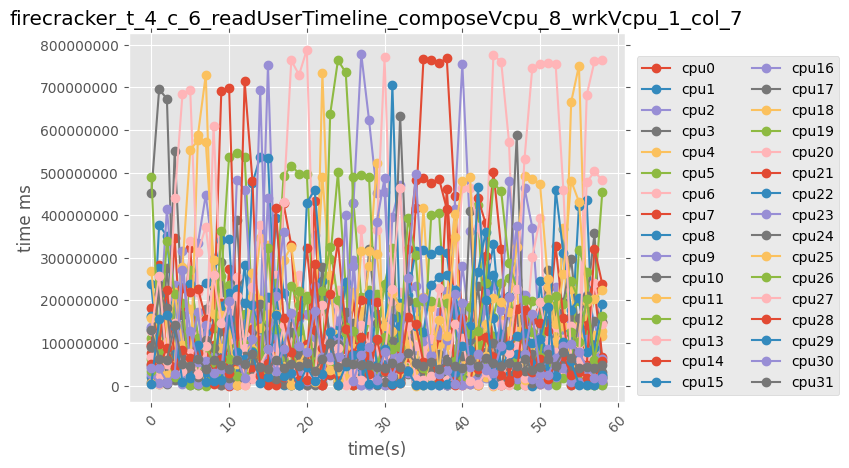 firecracker_t_4_c_6_readUserTimeline_composeVcpu_8_wrkVcpu_1_col_7
800000000
700000000
600000000
500000000
400000000
300000000
200000000
100000000
0
time ms
0
10
20
30
40
50
60
time(s)
cpu0
cpu1
cpu2
cpu3
cpu4
cpu5
cpu6
cpu7
cpu8
cpu9
cpu10
cpu11
cpu12
cpu13
cpu14
cpu15
cpu16
cpu17
cpu18
cpu19
cpu20
cpu21
cpu22
cpu23
cpu24
cpu25
cpu26
cpu27
cpu28
cpu29
cpu30
cpu31